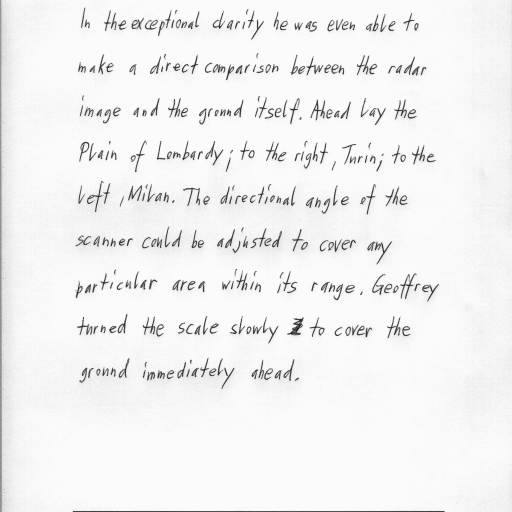 In the exceptional clarity he was even able to
make a direct comparison between the radar
image and the ground itself. Ahead lay the
Plain of Lombardy; to the right, Turin; to the
left, Milan. The directional angle of the
scanner could be adjusted to cover any
particular area within its range. Geoffrey
turned the scale slowly to cover the
ground immediately ahead.